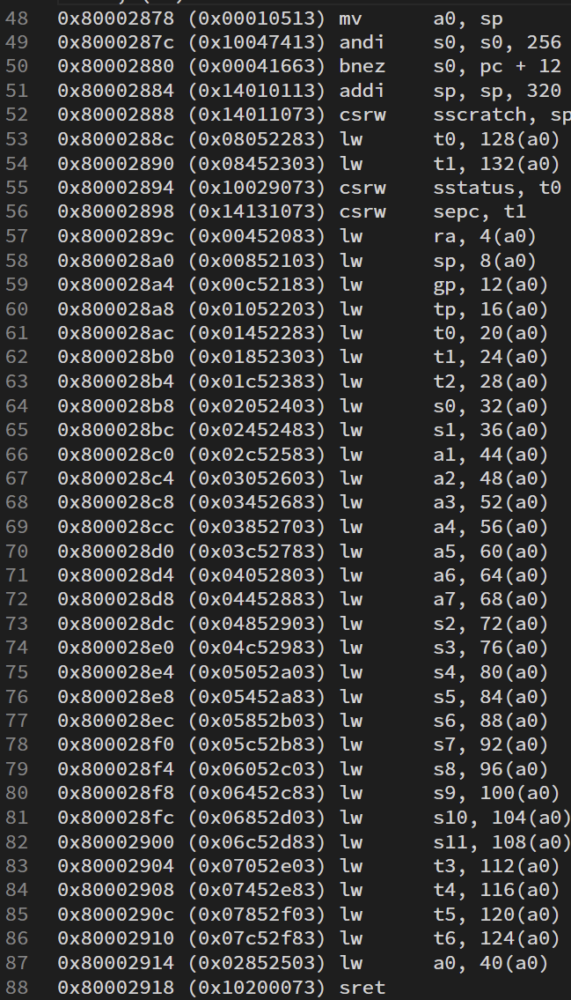 48 0x80002878 (0x00010513) mv a0, sp
49 0x8000287c (0x10047413) andi s0, s0, 256
50 0x80002880 (0x00041663) bnez s0, pc + 12
51 0x80002884 (0x14010113) addi sp, sp, 320
52 0x80002888 (0x14011073) csrw sscratch, sp
53 0x8000288c (0x08052283) lw t0, 128(a0)
54 0x80002890 (0x08452303) lw t1, 132(a0)
55 0x80002894 (0x10029073) csrw sstatus, t0
56 0x80002898 (0x14131073) csrw sepc, t1
57 0x8000289c (0x00452083) lw ra, 4(a0)
58 0x800028a0 (0x00852103) lw sp, 8(a0)
59 0x800028a4 (0x00c52183) lw gp, 12(a0)
60 0x800028a8 (0x01052203) lw tp, 16(a0)
61 0x800028ac (0x01452283) lw t0, 20(a0)
62 0x800028b0 (0x01852303) lw t1, 24(a0)
63 0x800028b4 (0x01c52383) lw t2, 28(a0)
64 0x800028b8 (0x02052403) lw s0, 32(a0)
65 0x800028bc (0x02452483) lw s1, 36(a0)
66 0x800028c0 (0x02c52583) lw a1, 44(a0)
67 0x800028c4 (0x03052603) lw a2, 48(a0)
68 0x800028c8 (0x03452683) lw a3, 52(a0)
69 0x800028cc (0x03852703) lw a4, 56(a0)
70 0x800028d0 (0x03c52783) lw a5, 60(a0)
71 0x800028d4 (0x04052803) lw a6, 64(a0)
72 0x800028d8 (0x04452883) lw a7, 68(a0)
73 0x800028dc (0x04852903) lw s2, 72(a0)
74 0x800028e0 (0x04c52983) lw s3, 76(a0)
75 0x800028e4 (0x05052a03) lw s4, 80(a0)
76 0x800028e8 (0x05452a83) lw s5, 84(a0)
77 0x800028ec (0x05852b03) lw s6, 88(a0)
78 0x800028f0 (0x05c52b83) lw s7, 92(a0)
79 0x800028f4 (0x06052c03) lw s8, 96(a0)
80 0x800028f8 (0x06452c83) lw s9, 100(a0)
81 0x800028fc (0x06852d03) lw s10, 104(a0)
82 0x80002900 (0x06c52d83) lw s11, 108(a0)
83 0x80002904 (0x07052e03) lw t3, 112(a0)
84 0x80002908 (0x07452e83) lw t4, 116(a0)
85 0x8000290c (0x07852f03) lw t5, 120(a0)
86 0x80002910 (0x07c52f83) lw t6, 124(a0)
87 0x80002914 (0x02852503) lw a0, 40(a0)
88 0x80002918 (0x10200073) sret